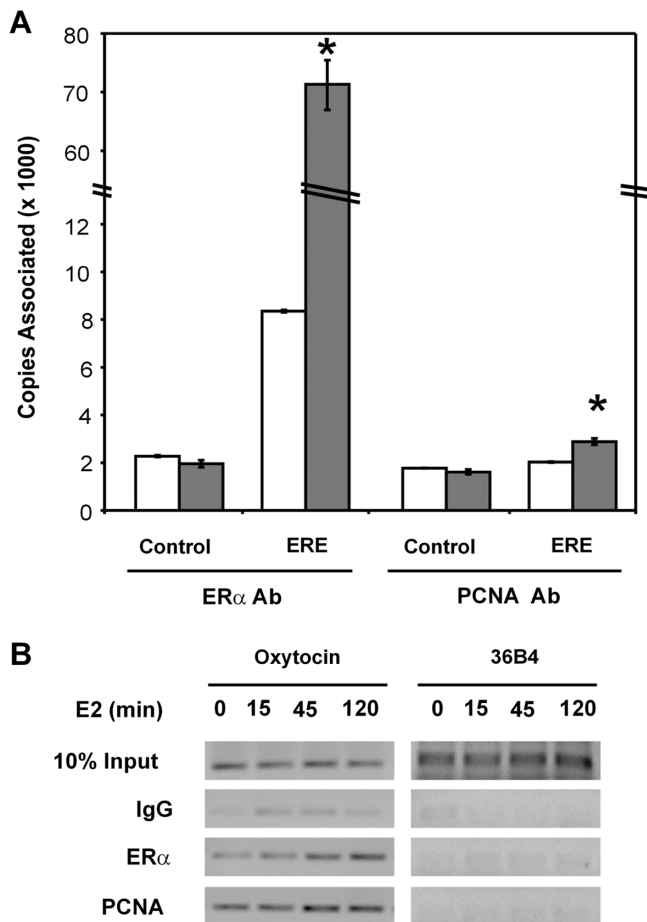 A
Copies Associated (x 1000)
80
70
60
12
10
8
6
4
2
0
*
*
Control ERE Control ERE
ERα Ab PCNA Ab
B
Oxytocin 36B4
E2 (min) 0 15 45 120 0 15 45 120
10% Input
IgG
ERα
PCNA